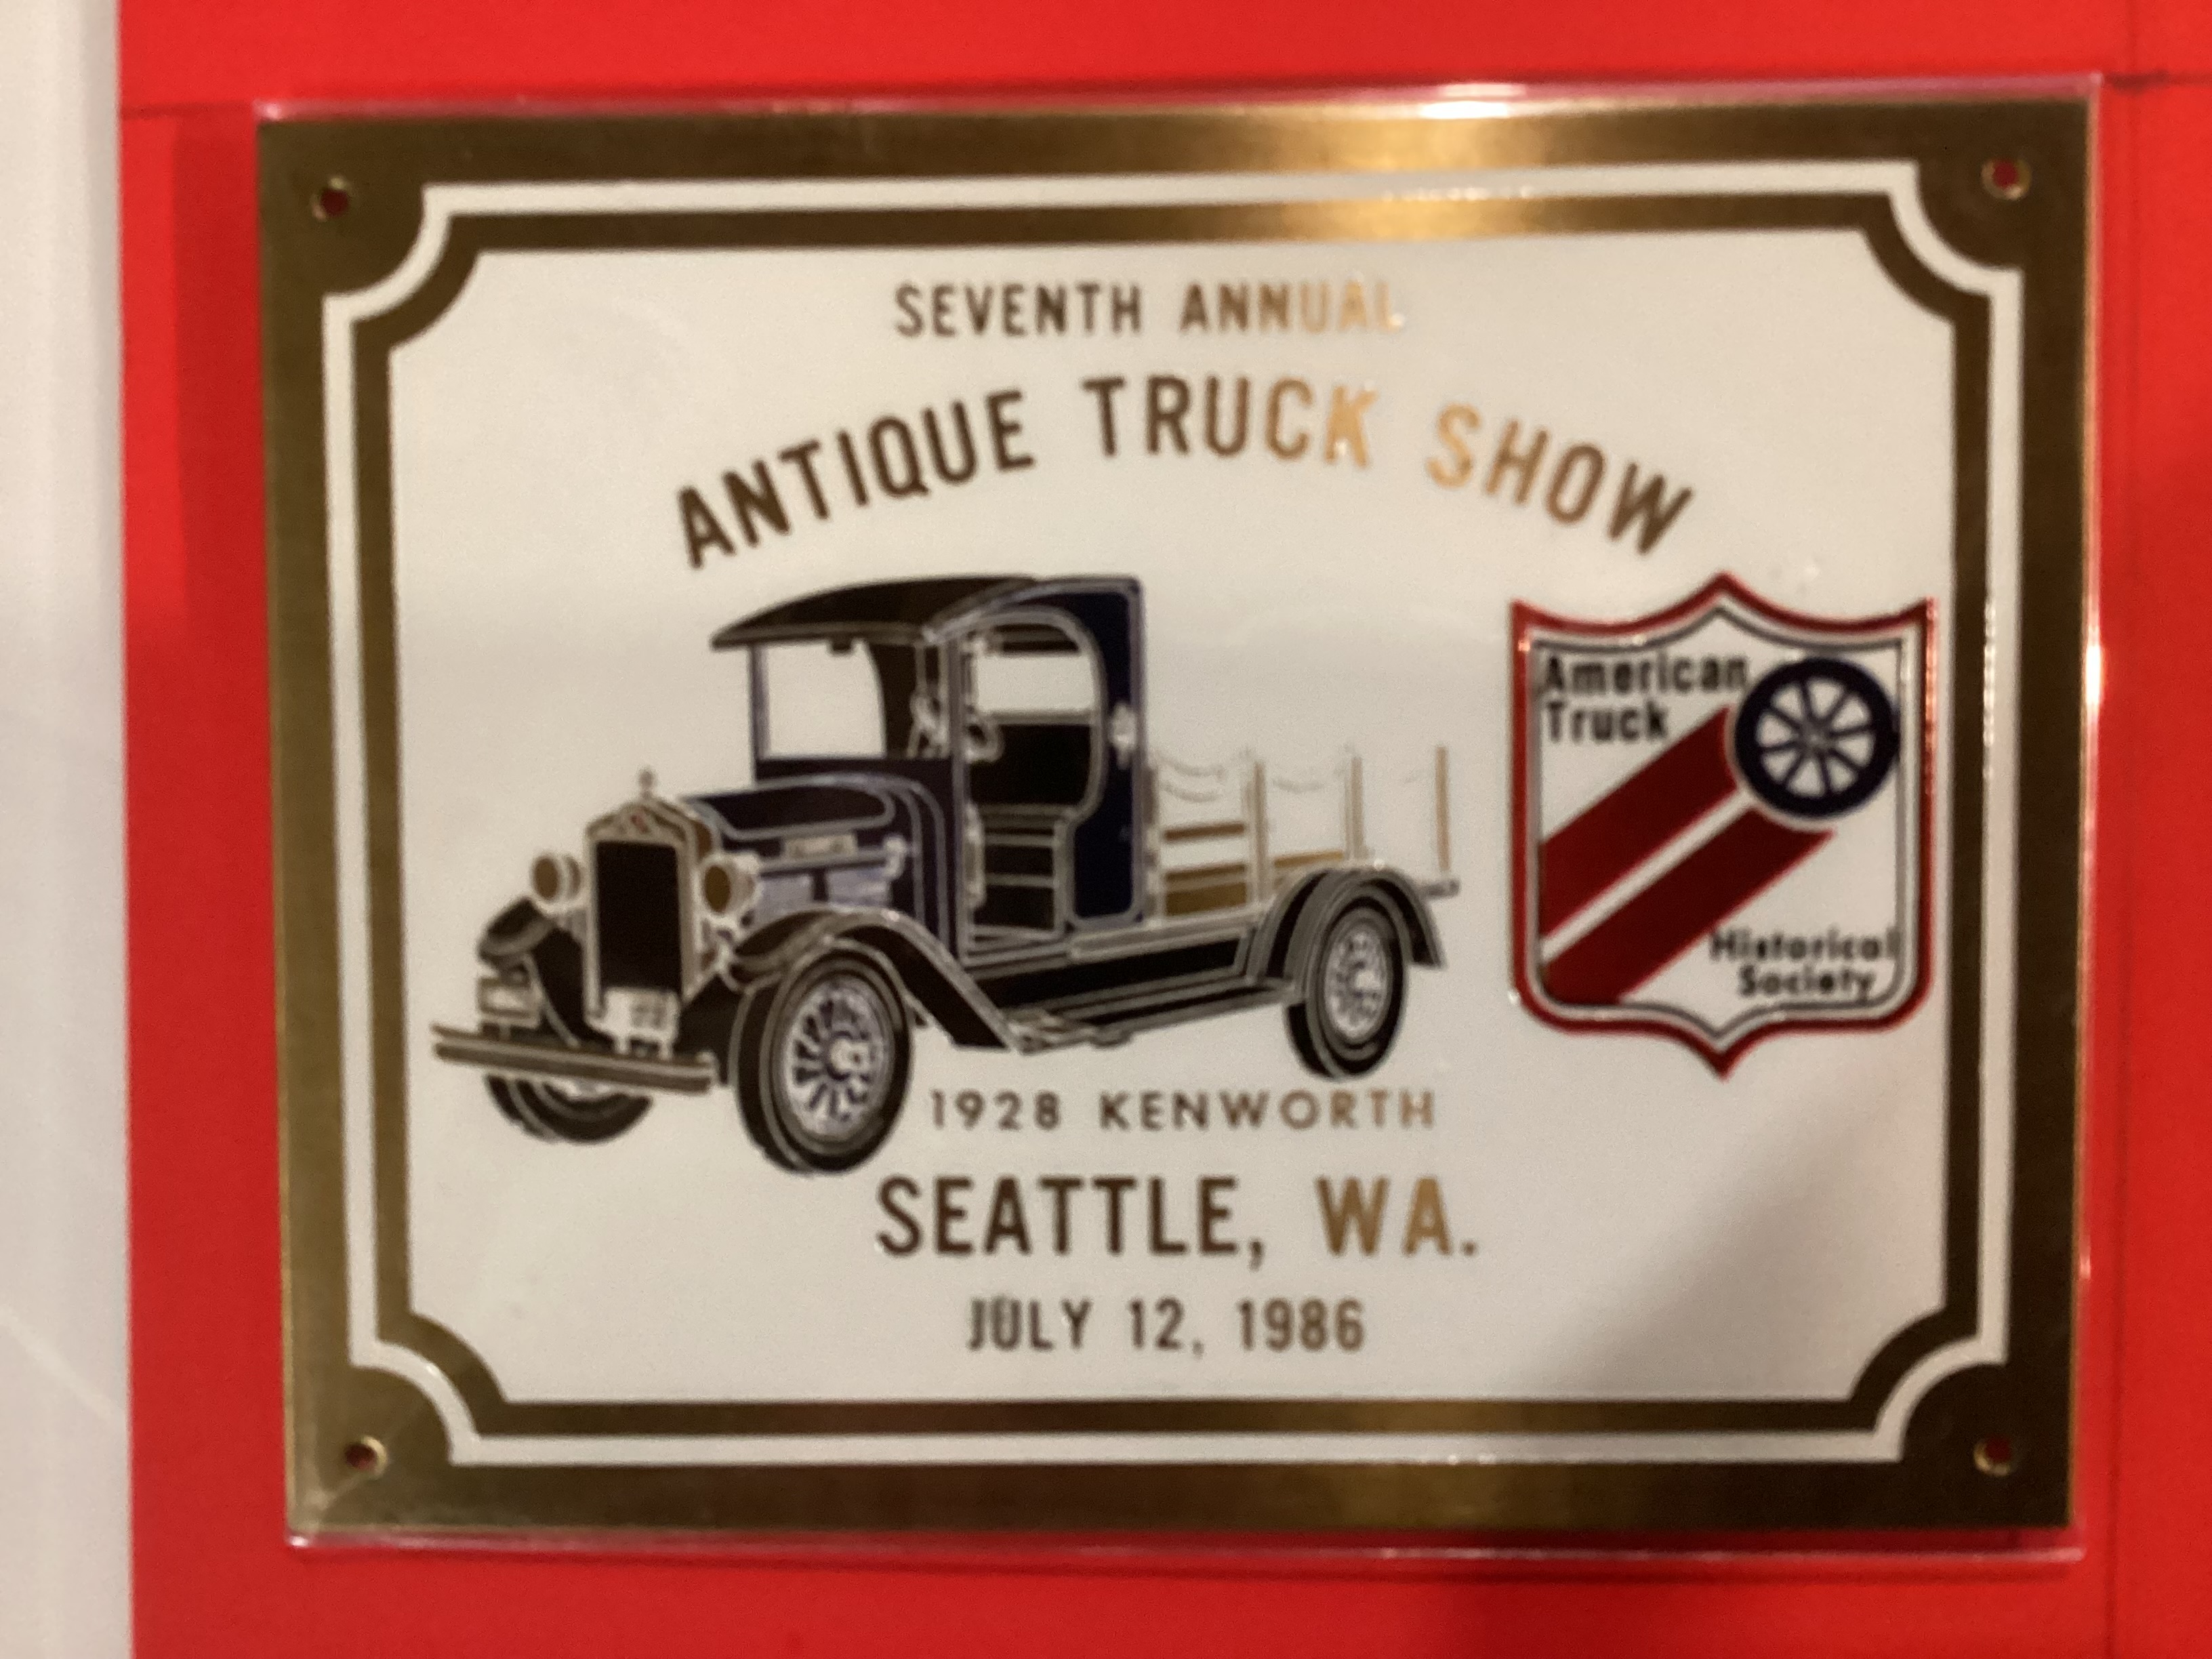 SEVENTH ANNUAL
ANTIQUE TRUCK SHOW
American
Truck
Historical
Society
1928 KENWORTH
SEATTLE, WA.
JULY 12, 1986